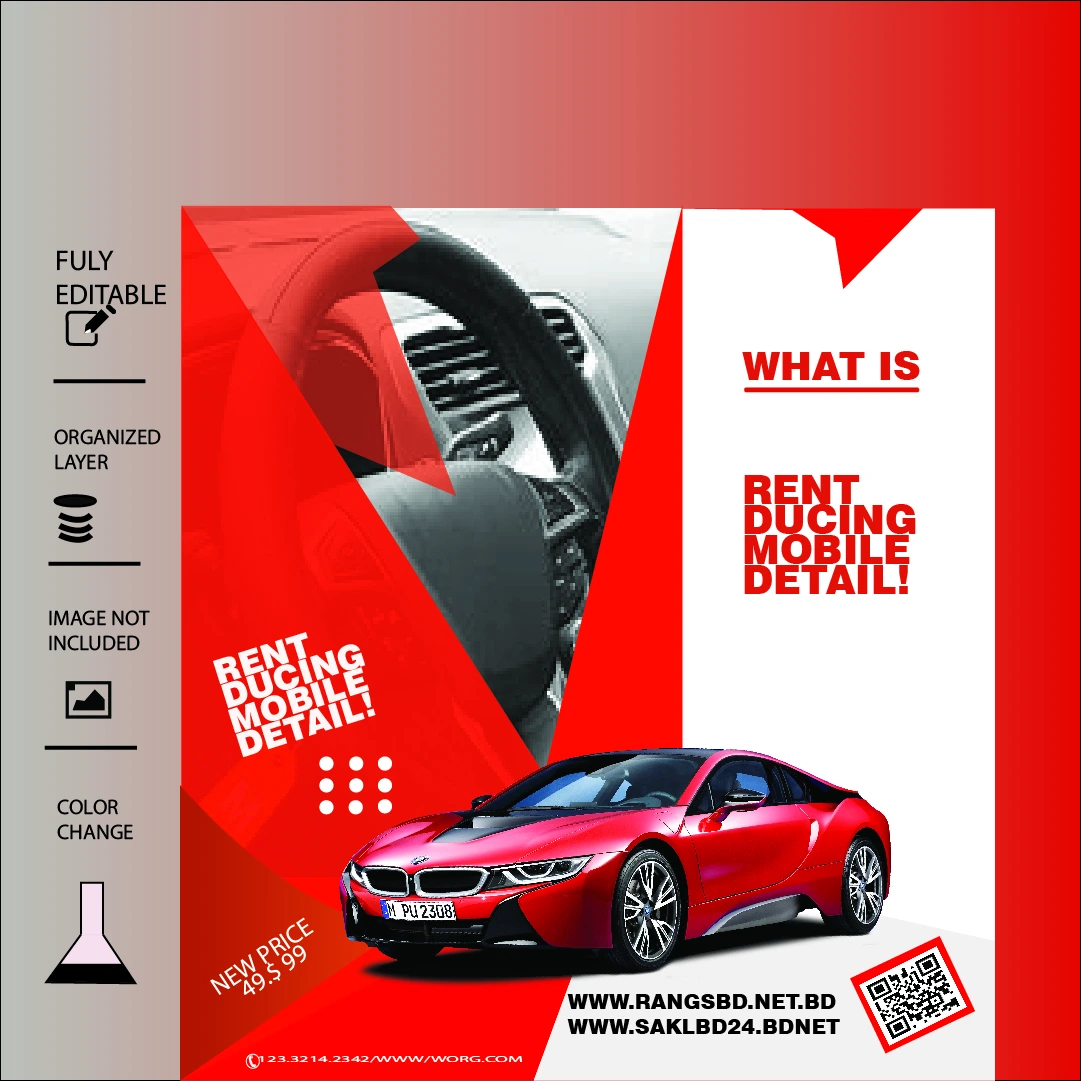 FULY
EDITABLE
ORGANIZED
LAYER
IMAGE NOT
INCLUDED
COLOR
CHANGE
WHAT IS
RENT
DUCING
MOBILE
DETAIL!
RENT
DUCING
MOBILE
DETAIL!
NEW PRICE
49.$ 99
M PU 2308
WWW.RANGSBD.NET.BD
WWW.SAKLBD24.BDNET
123.3214.2342/WWW/WORG.COM